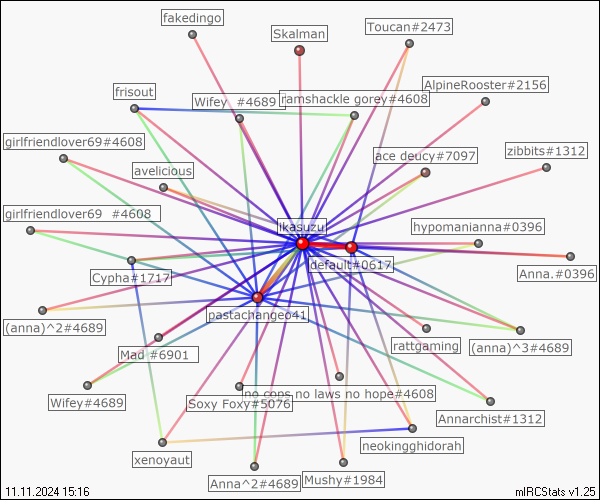 fakedingo
Skalman
Toucan#2473
AlpineRooster#2156
frisout
Wifey  #4689
ramshackle gorey#4608
girlfriendlover69#4608
avelicious
ace deucy#7097
zibbits#1312
girlfriendlover69  #4608
Ikasuzu
hypomanianna#0396
Cypha#1717
default#0617
Anna.#0396
pastachangeo41
(anna)^2#4689
Mad #6901
rattgaming
(anna)^3#4689
Wifey#4689
Soxy Foxy#5076
no cops no laws no hope#4608
Annarchist#1312
xenoyaut
neokingghidorah
Anna^2#4689
Mushy#1984
11.11.2024 15:16
mIRCStats v1.25